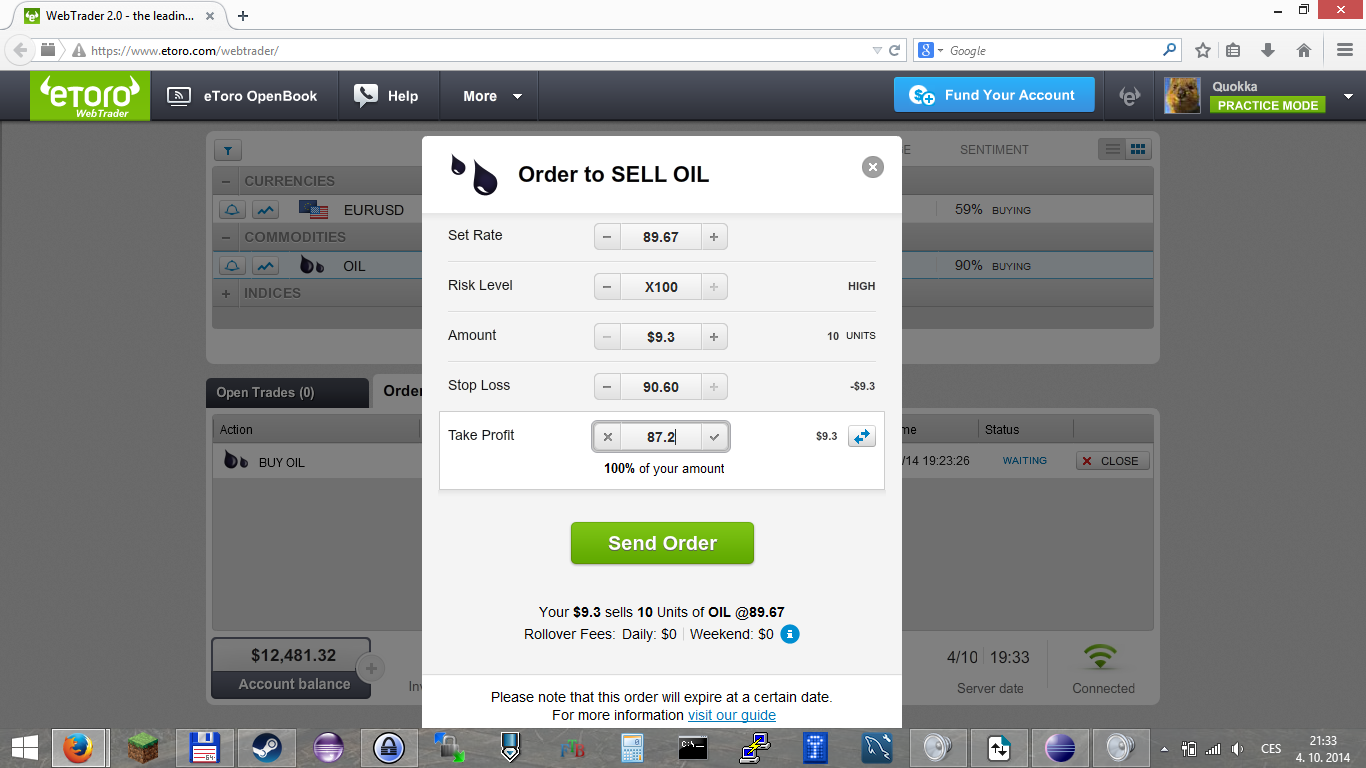 WebTrader 2.0 - the leadin...
https://www.etoro.com/webtrader/
Google
eToro
WebTrader
eToro OpenBook
Help
More
Fund Your Account
Quokka
PRACTICE MODE
SENTIMENT
CURRENCIES
EURUSD
59% BUYING
COMMODITIES
OIL
90% BUYING
INDICES
Order to SELL OIL
Set Rate
89.67
Risk Level
X100
HIGH
Amount
$9.3
10 UNITS
Stop Loss
90.60
-$9.3
Take Profit
87.2
$9.3
100% of your amount
Send Order
Your $9.3 sells 10 Units of OIL @89.67
Rollover Fees: Daily: $0 | Weekend: $0
Please note that this order will expire at a certain date.
For more information visit our guide
Open Trades (0)
Order
Action
me
Status
BUY OIL
/14 19:23:26
WAITING
CLOSE
$12,481.32
Account balance
Inv
4/10 19:33
Server date
Connected
64
FTB
C:\
CES
21:33
4. 10. 2014